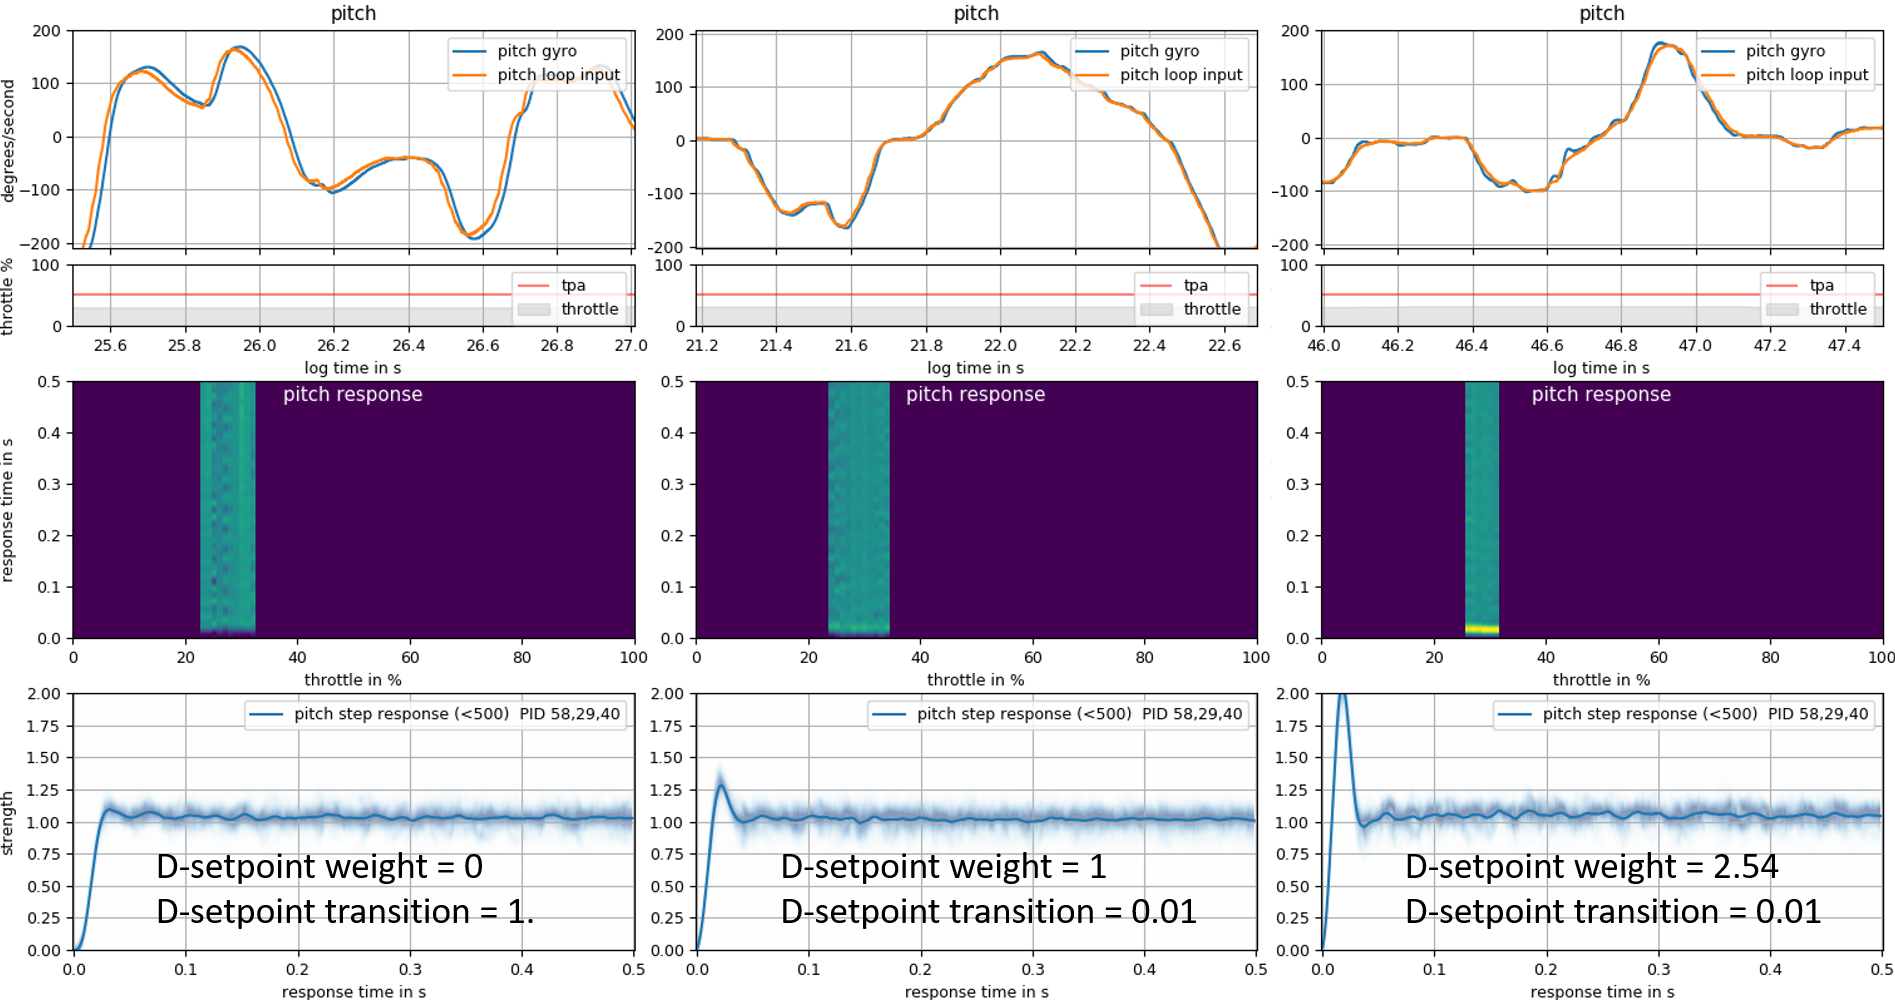 pitch
200
100
0
−100
−200
degrees/second
pitch gyro
pitch loop input
100
0
throttle %
tpa
throttle
25.6 25.8 26.0 26.2 26.4 26.6 26.8 27.0
log time in s
pitch response
0.5
0.4
0.3
0.2
0.1
0.0
response time in s
0 20 40 60 80 100
throttle in %
2.00
1.75
1.50
1.25
1.00
0.75
0.50
0.25
0.00
strength
pitch step response (<500) PID 58,29,40
D-setpoint weight = 0
D-setpoint transition = 1.
0.0 0.1 0.2 0.3 0.4 0.5
response time in s
pitch
200
100
0
−100
−200
pitch gyro
pitch loop input
100
0
tpa
throttle
21.2 21.4 21.6 21.8 22.0 22.2 22.4 22.6
log time in s
pitch response
0.5
0.4
0.3
0.2
0.1
0.0
0 20 40 60 80 100
throttle in %
2.00
1.75
1.50
1.25
1.00
0.75
0.50
0.25
0.00
pitch step response (<500) PID 58,29,40
D-setpoint weight = 1
D-setpoint transition = 0.01
0.0 0.1 0.2 0.3 0.4 0.5
response time in s
pitch
200
100
0
−100
−200
pitch gyro
pitch loop input
100
0
tpa
throttle
46.0 46.2 46.4 46.6 46.8 47.0 47.2 47.4
log time in s
pitch response
0.5
0.4
0.3
0.2
0.1
0.0
0 20 40 60 80 100
throttle in %
2.00
1.75
1.50
1.25
1.00
0.75
0.50
0.25
0.00
pitch step response (<500) PID 58,29,40
D-setpoint weight = 2.54
D-setpoint transition = 0.01
0.0 0.1 0.2 0.3 0.4 0.5
response time in s